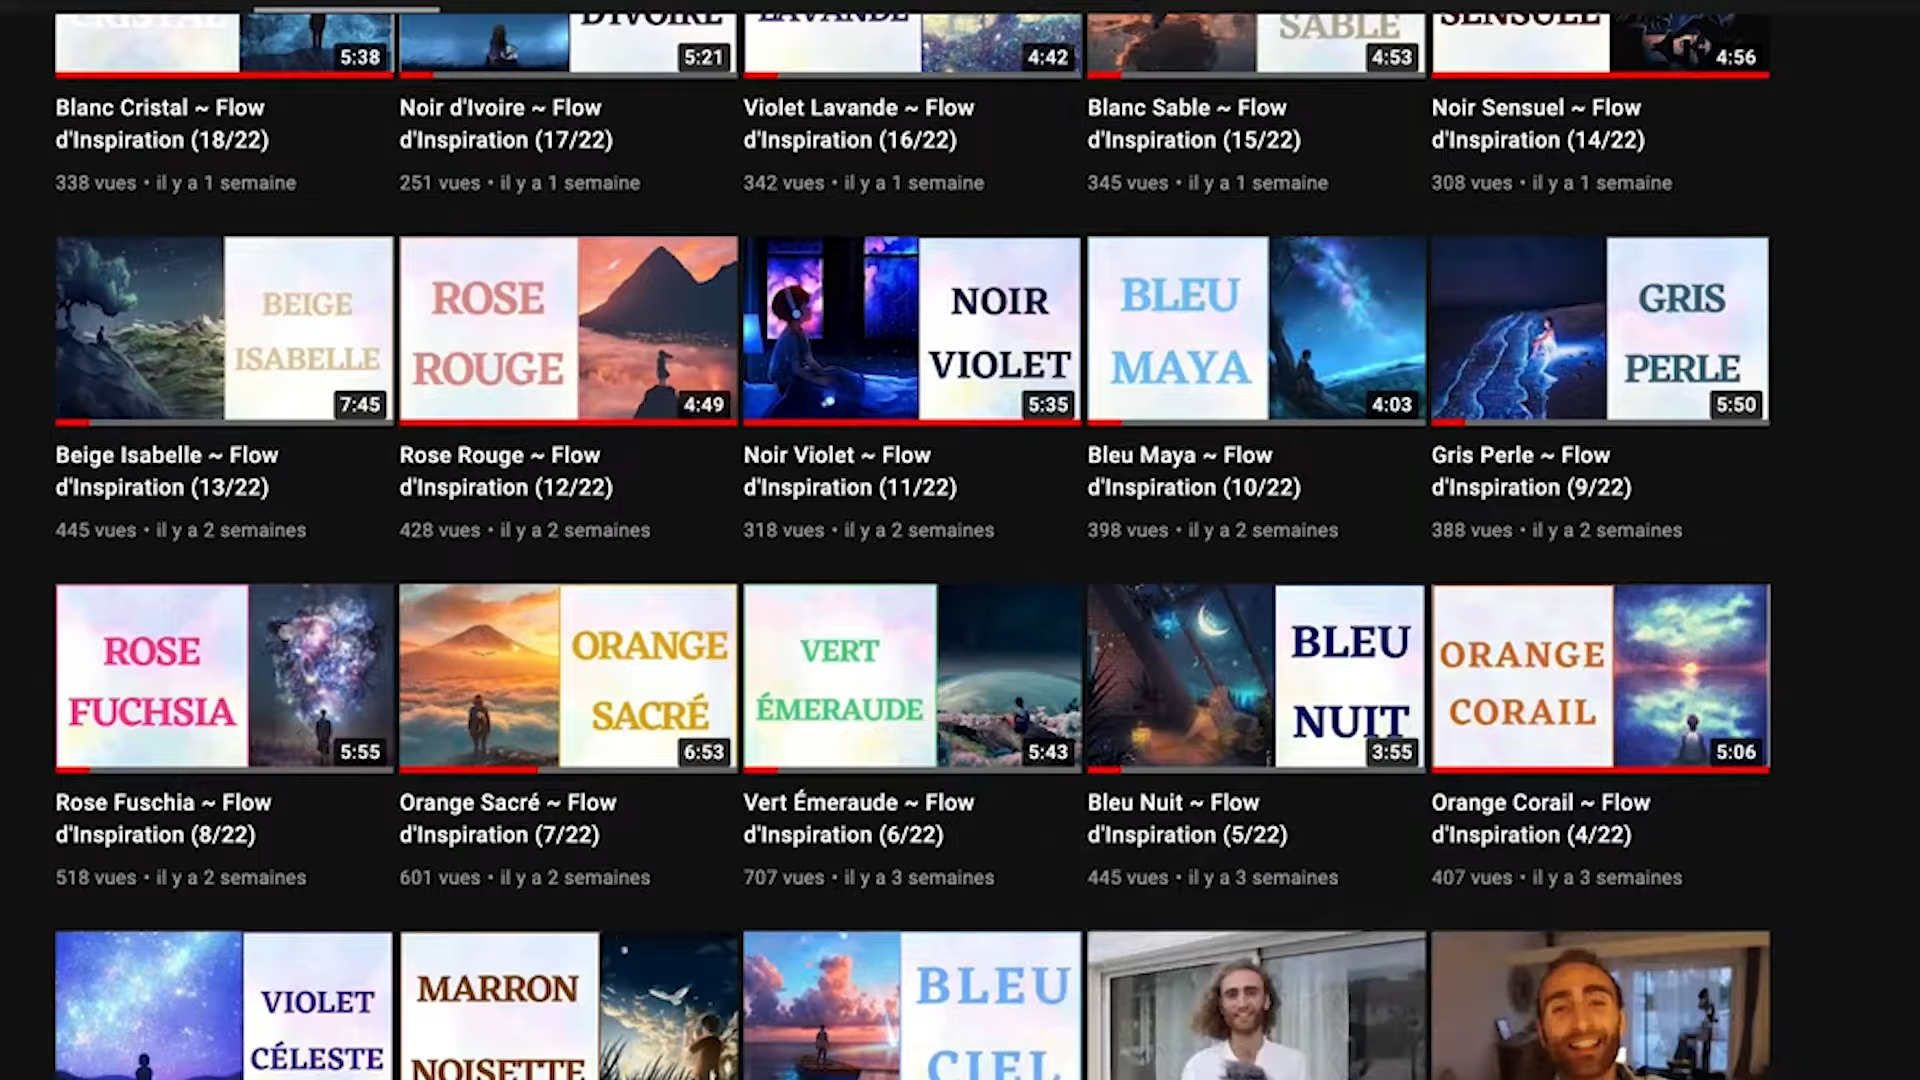 CRISTAL
5:38
D'IVOIRE
5:21
LAVANDE
4:42
SABLE
4:53
SENSUEL
4:56
Blanc Cristal ~ Flow
d'Inspiration (18/22)
338 vues • il y a 1 semaine
Noir d'Ivoire ~ Flow
d'Inspiration (17/22)
251 vues • il y a 1 semaine
Violet Lavande ~ Flow
d'Inspiration (16/22)
342 vues • il y a 1 semaine
Blanc Sable ~ Flow
d'Inspiration (15/22)
345 vues • il y a 1 semaine
Noir Sensuel ~ Flow
d'Inspiration (14/22)
308 vues • il y a 1 semaine
BEIGE
ISABELLE
7:45
ROSE
ROUGE
4:49
NOIR
VIOLET
5:35
BLEU
MAYA
4:03
GRIS
PERLE
5:50
Beige Isabelle ~ Flow
d'Inspiration (13/22)
445 vues • il y a 2 semaines
Rose Rouge ~ Flow
d'Inspiration (12/22)
428 vues • il y a 2 semaines
Noir Violet ~ Flow
d'Inspiration (11/22)
318 vues • il y a 2 semaines
Bleu Maya ~ Flow
d'Inspiration (10/22)
398 vues • il y a 2 semaines
Gris Perle ~ Flow
d'Inspiration (9/22)
388 vues • il y a 2 semaines
ROSE
FUCHSIA
5:55
ORANGE
SACRÉ
6:53
VERT
ÉMERAUDE
5:43
BLEU
NUIT
3:55
ORANGE
CORAIL
5:06
Rose Fuschia ~ Flow
d'Inspiration (8/22)
518 vues • il y a 2 semaines
Orange Sacré ~ Flow
d'Inspiration (7/22)
601 vues • il y a 2 semaines
Vert Émeraude ~ Flow
d'Inspiration (6/22)
707 vues • il y a 3 semaines
Bleu Nuit ~ Flow
d'Inspiration (5/22)
445 vues • il y a 3 semaines
Orange Corail ~ Flow
d'Inspiration (4/22)
407 vues • il y a 3 semaines
VIOLET
CÉLESTE
MARRON
NOISETTE
BLEU
CIEL